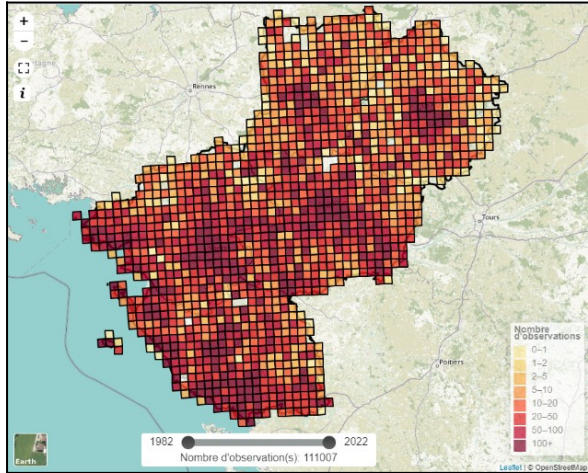 +
−
i
Rennes
Tours
Poitiers
Nombre
d'observations
0–1
1–2
2–5
5–10
10–20
20–50
50–100
100+
1982
2022
Nombre d'observation(s): 111007
Earth
Leaflet | © OpenStreetMap